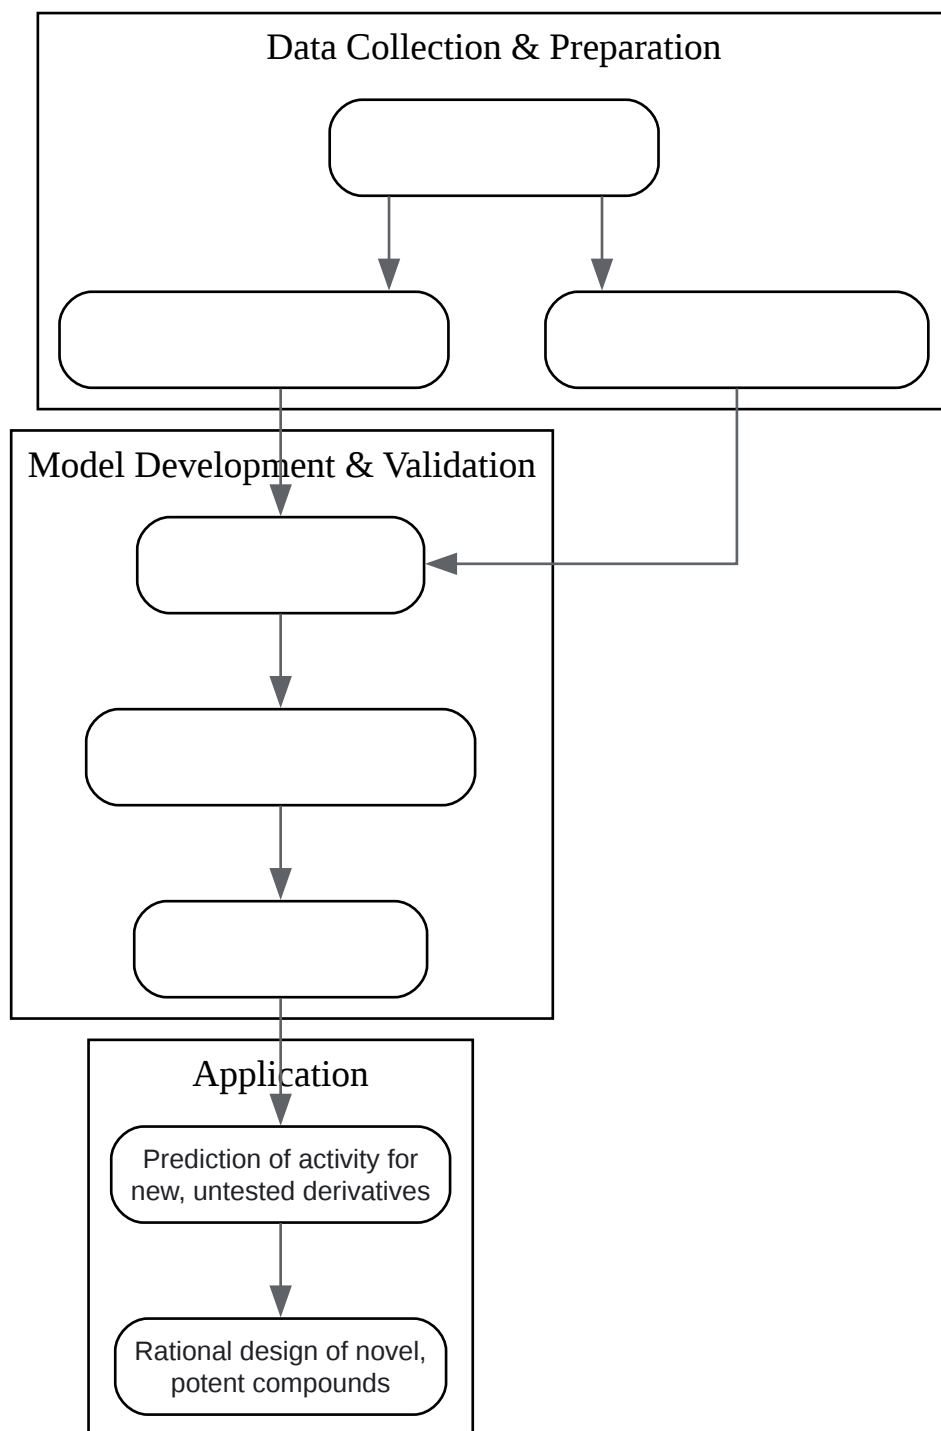 Data Collection & Preparation
Model Development & Validation
Application
Prediction of activity for
new, untested derivatives
Rational design of novel,
potent compounds